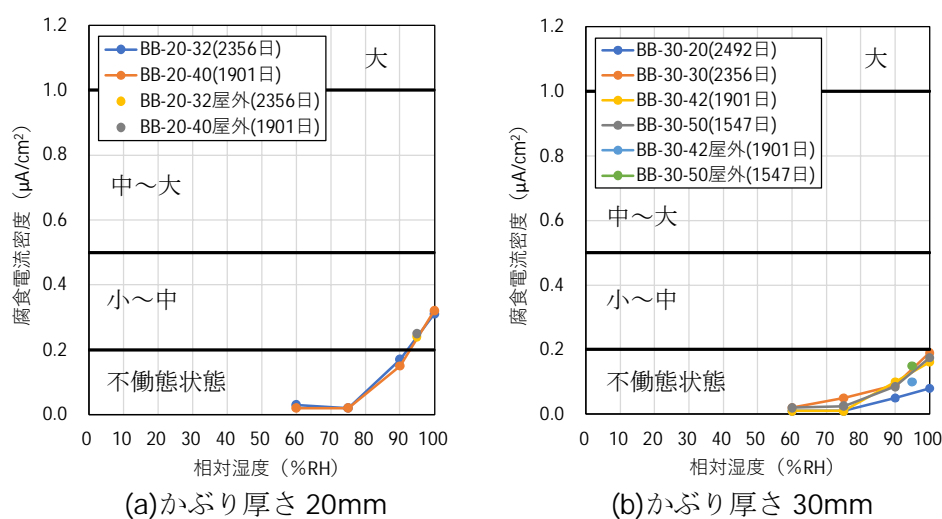 1.2
1.0
0.8
0.6
0.4
0.2
0.0
腐食電流密度(μA/cm²)
BB-20-32(2356日)
BB-20-40(1901日)
BB-20-32屋外(2356日)
BB-20-40屋外(1901日)
大
中～大
小～中
不働態状態
0 10 20 30 40 50 60 70 80 90 100
相対湿度(%RH)
(a)かぶり厚さ 20mm
1.2
1.0
0.8
0.6
0.4
0.2
0.0
腐食電流密度(μA/cm²)
BB-30-20(2492日)
BB-30-30(2356日)
BB-30-42(1901日)
BB-30-50(1547日)
BB-30-42屋外(1901日)
BB-30-50屋外(1547日)
大
中～大
小～中
不働態状態
0 10 20 30 40 50 60 70 80 90 100
相対湿度(%RH)
(b)かぶり厚さ 30mm